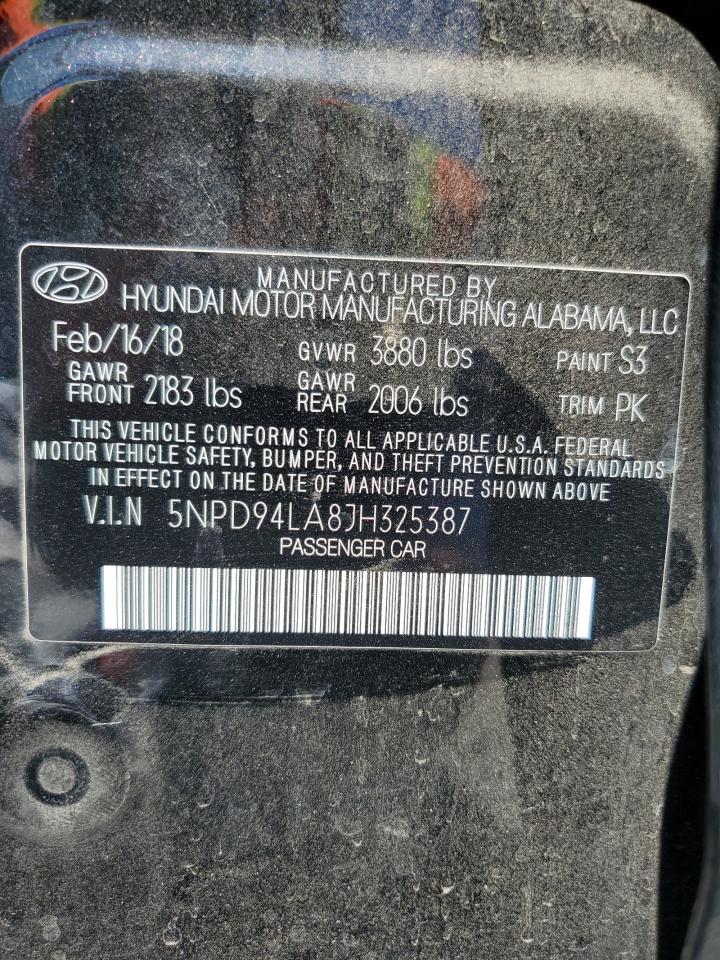 MANUFACTURED BY
HYUNDAI MOTOR MANUFACTURING ALABAMA, LLC
Feb/16/18 GVWR 3880 lbs PAINT S3
GAWR FRONT 2183 lbs GAWR REAR 2006 lbs TRIM PK
THIS VEHICLE CONFORMS TO ALL APPLICABLE U.S.A. FEDERAL
MOTOR VEHICLE SAFETY, BUMPER, AND THEFT PREVENTION STANDARDS
IN EFFECT ON THE DATE OF MANUFACTURE SHOWN ABOVE
V.I.N 5NPD94LA8JH325387
PASSENGER CAR